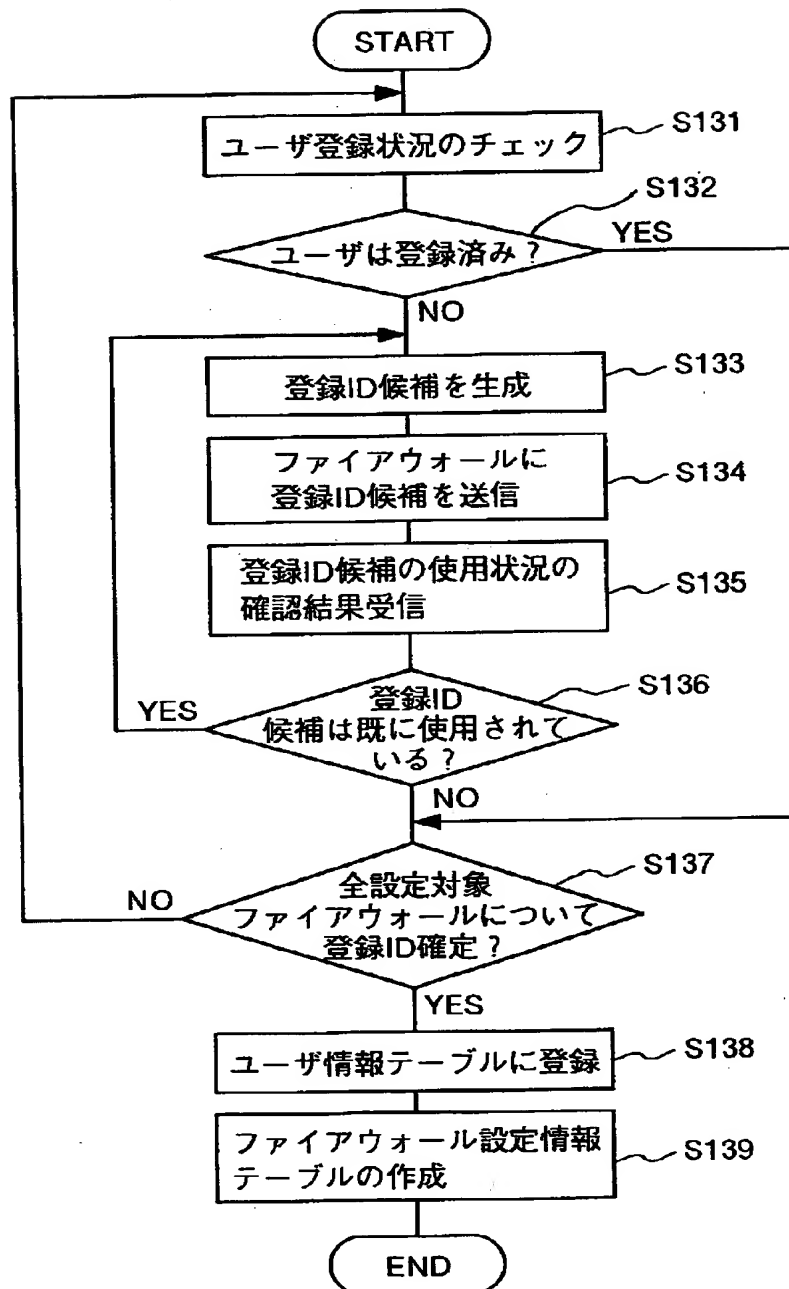 START
ユーザ登録状況のチェック
S131
S132
ユーザは登録済み?
YES
NO
登録ID候補を生成
S133
ファイアウォールに
登録ID候補を送信
S134
登録ID候補の使用状況の
確認結果受信
S135
登録ID
候補は既に使用されて
いる?
S136
YES
NO
全設定対象
ファイアウォールについて
登録ID確定?
S137
NO
YES
ユーザ情報テーブルに登録
S138
ファイアウォール設定情報
テーブルの作成
S139
END